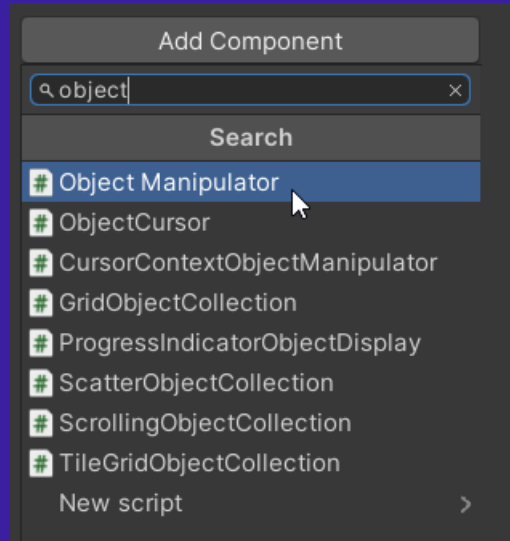 Add Component
object
Search
Object Manipulator
ObjectCursor
CursorContextObjectManipulator
GridObjectCollection
ProgressIndicatorObjectDisplay
ScatterObjectCollection
ScrollingObjectCollection
TileGridObjectCollection
New script